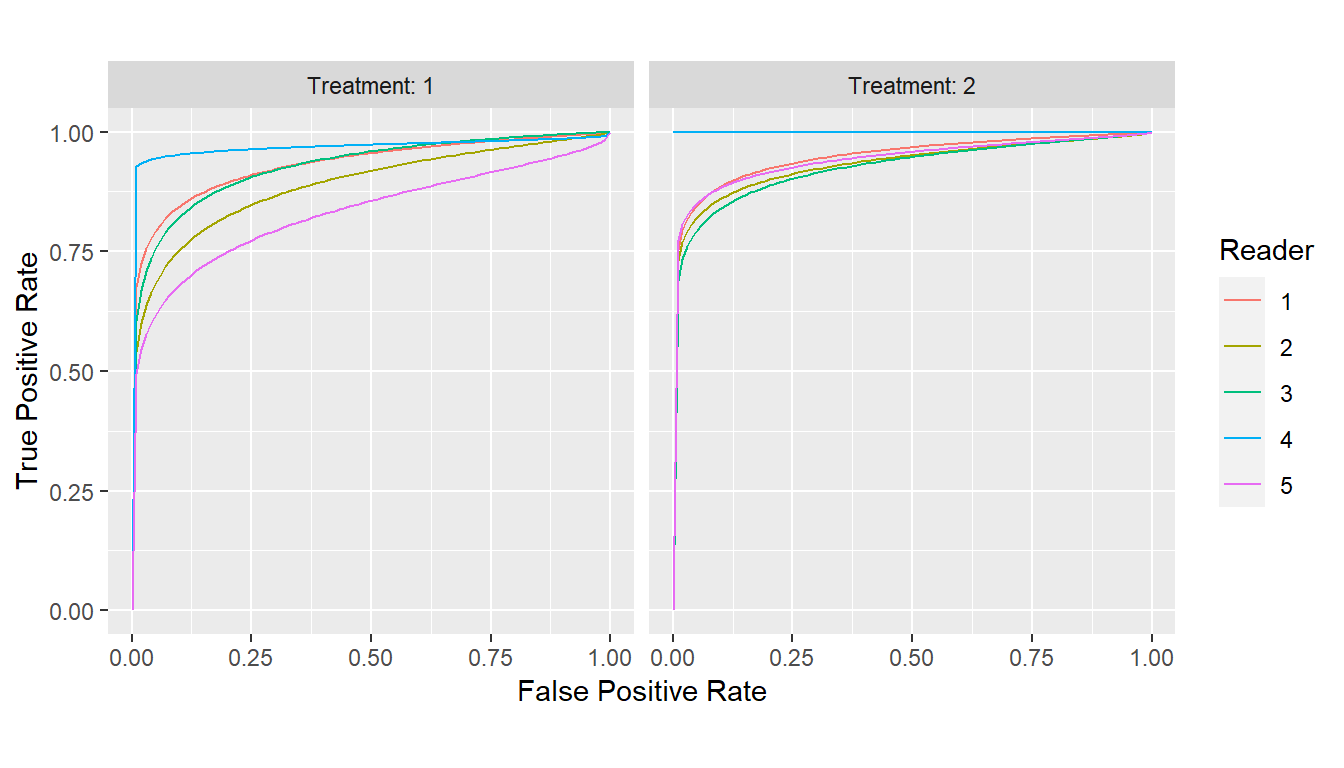 Treatment: 1
Treatment: 2
True Positive Rate
1.00
0.75
0.50
0.25
0.00
0.00 0.25 0.50 0.75 1.00
0.00 0.25 0.50 0.75 1.00
False Positive Rate
Reader
1
2
3
4
5